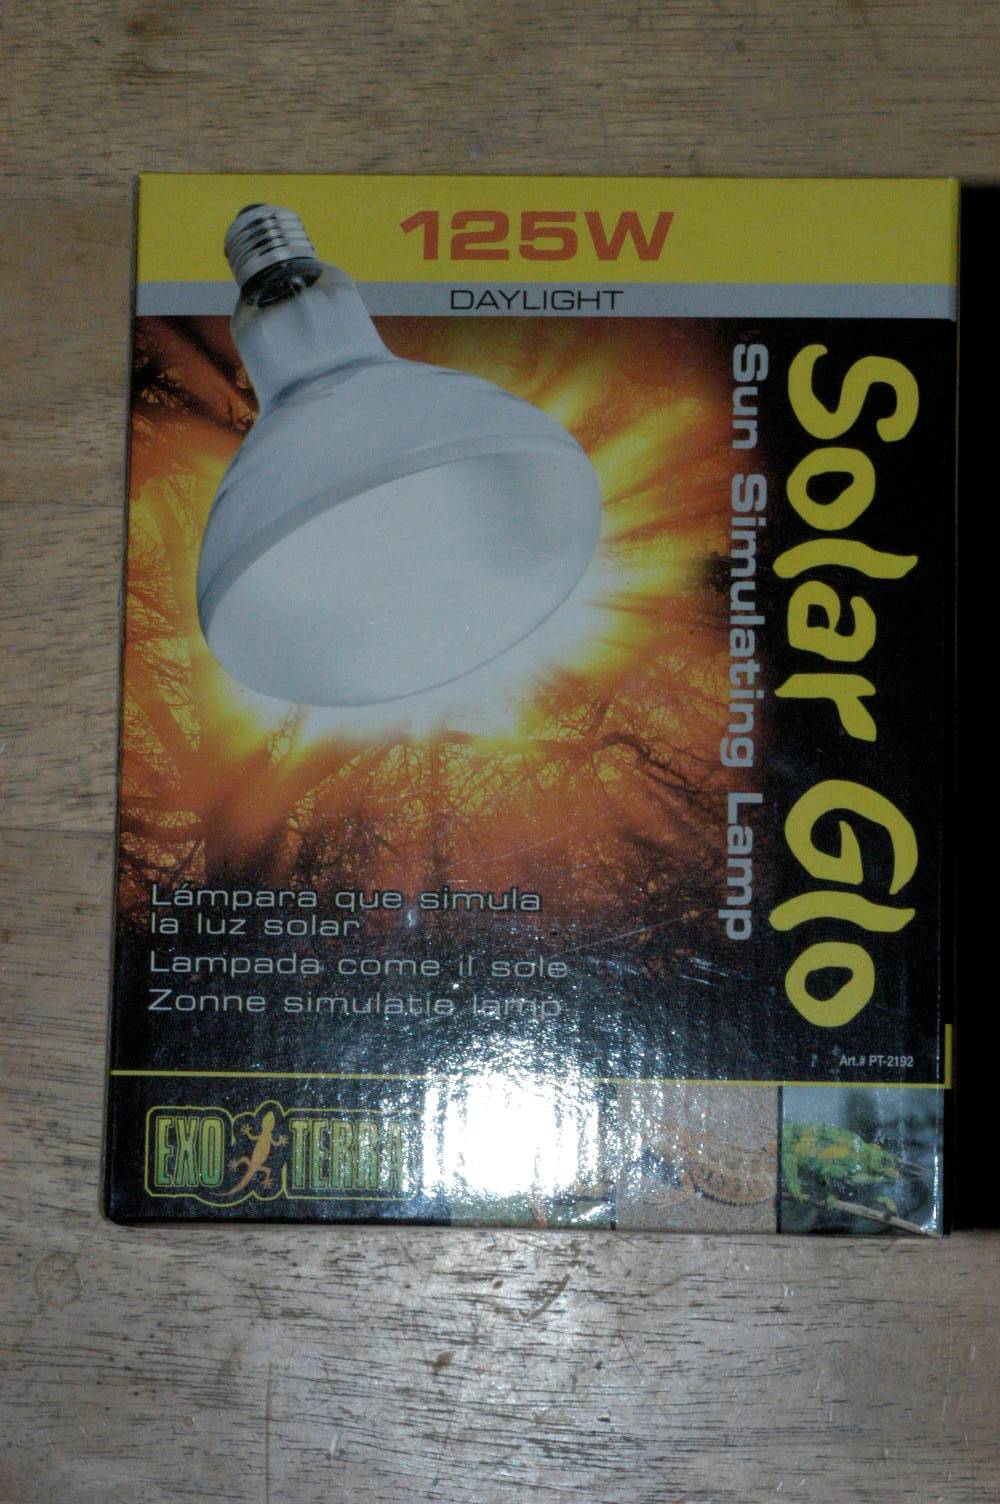 125W
DAYLIGHT
Solar Glo
Sun Simulating Lamp
Lámpara que simula
la luz solar
Lampada come il sole
Zonne simulatie lamp
Art.# PT-2192
EXO TERRA